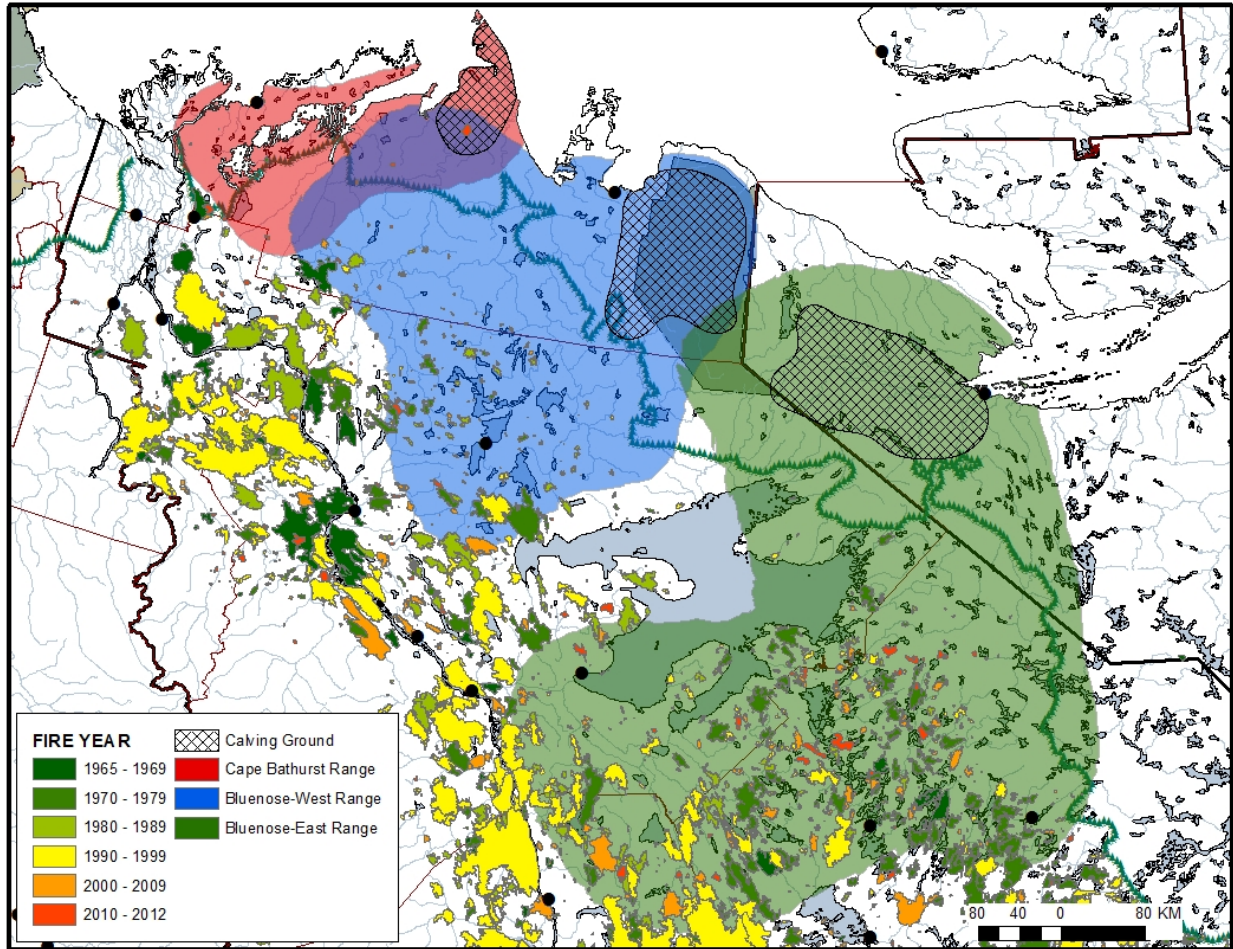 FIRE YEAR
1965 - 1969
1970 - 1979
1980 - 1989
1990 - 1999
2000 - 2009
2010 - 2012
Calving Ground
Cape Bathurst Range
Bluenose-West Range
Bluenose-East Range
80 40 0 80 KM